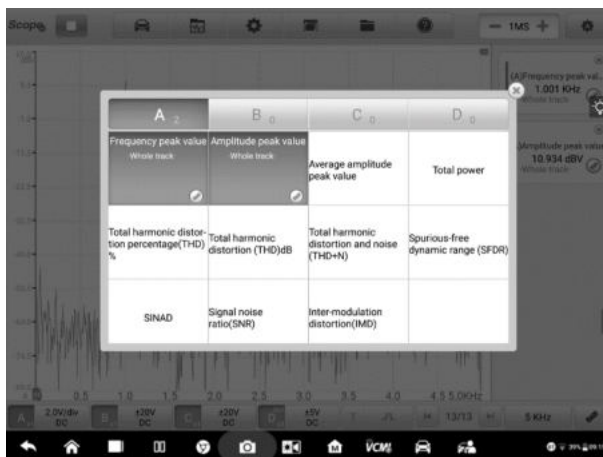 Scope
1MS
(A)Frequency peak val..
1.001 KHz
Whole track
Amplitude peak value
10.934 dBV
Whole track
A 2
B 0
C 0
D 0
Frequency peak value
Whole track
Amplitude peak value
Whole track
Average amplitude
peak value
Total power
Total harmonic distor-
tion percentage(THD)
%
Total harmonic
distortion (THD)dB
Total harmonic
distortion and noise
(THD+N)
Spurious-free
dynamic range (SFDR)
SINAD
Signal noise
ratio(SNR)
Inter-modulation
distortion(IMD)
0.5
1.0
1.5
2.0
2.5
3.0
3.5
4.0
4.5
5.0KHz
A
2.0V/div
DC
B
±20V
DC
C
±20V
DC
D
±5V
DC
T
13/13
5 KHz
M
VCMI